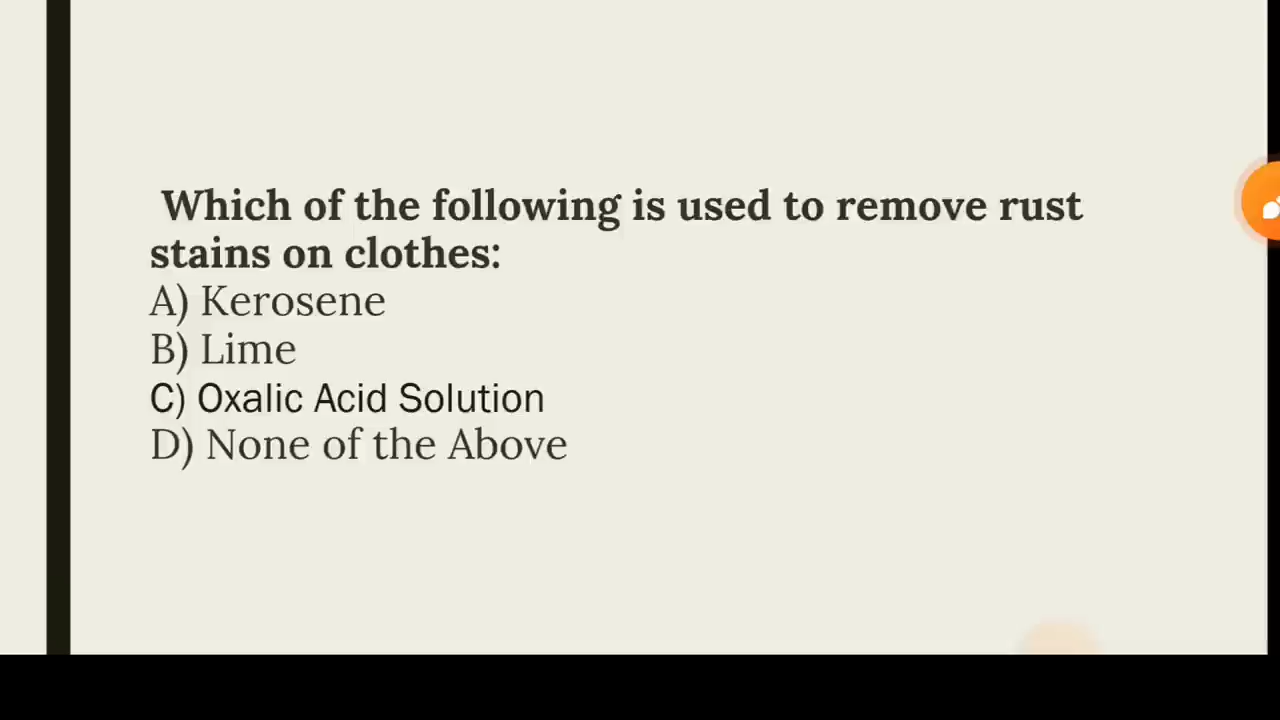 Which of the following is used to remove rust
stains on clothes:
A) Kerosene
B) Lime
C) Oxalic Acid Solution
D) None of the Above